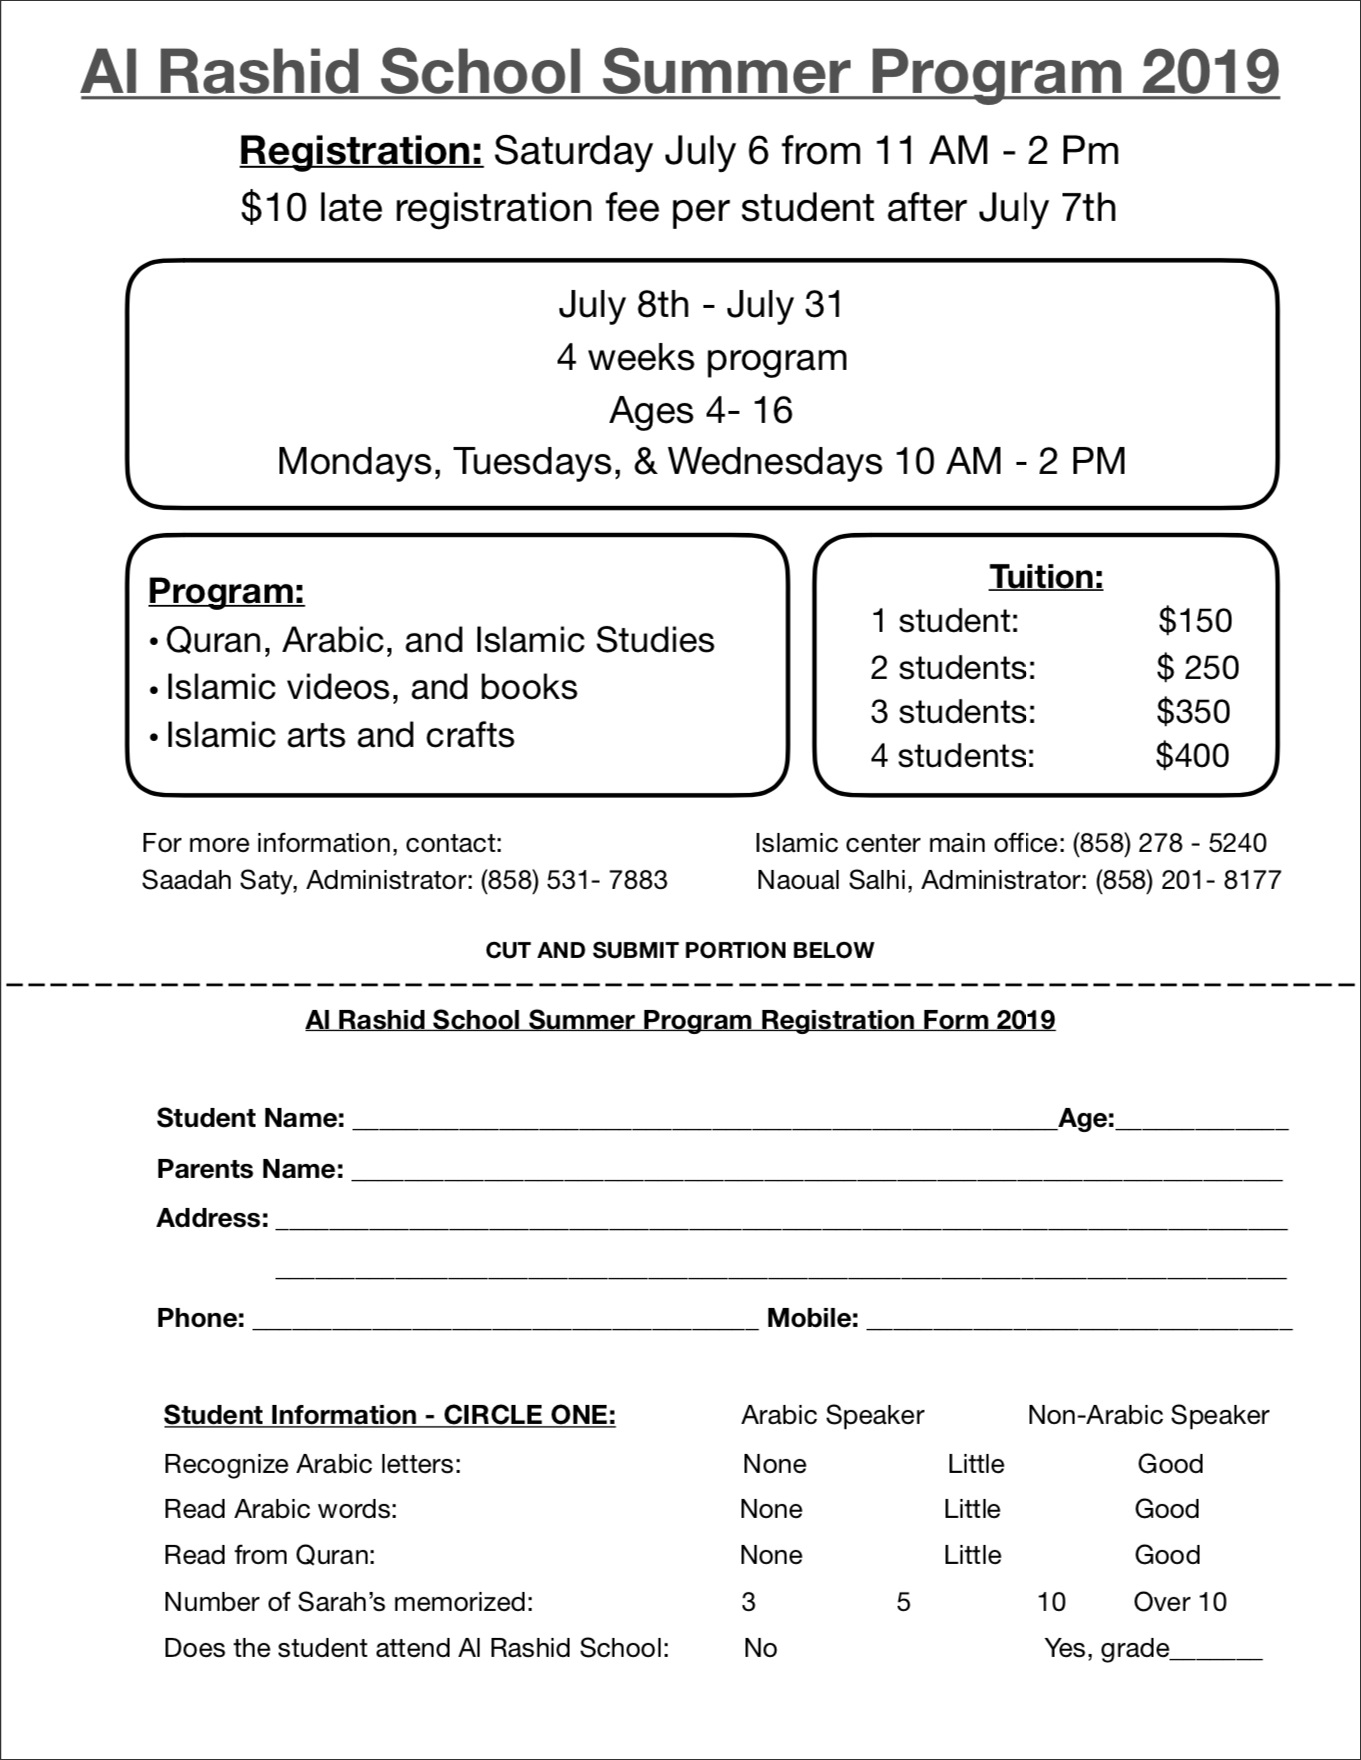 Al Rashid School Summer Program 2019
Registration: Saturday July 6 from 11 AM - 2 Pm
$10 late registration fee per student after July 7th
July 8th - July 31
4 weeks program
Ages 4- 16
Mondays, Tuesdays, & Wednesdays 10 AM - 2 PM
Program:
• Quran, Arabic, and Islamic Studies
• Islamic videos, and books
• Islamic arts and crafts
Tuition:
1 student: $150
2 students: $ 250
3 students: $350
4 students: $400
For more information, contact: Islamic center main office: (858) 278 - 5240
Saadah Saty, Administrator: (858) 531- 7883 Naoual Salhi, Administrator: (858) 201- 8177
CUT AND SUBMIT PORTION BELOW
Al Rashid School Summer Program Registration Form 2019
Student Name: ____________________ Age:__________
Parents Name: ____________________
Address: ____________________
____________________
Phone: ____________________ Mobile: ____________________
Student Information - CIRCLE ONE: Arabic Speaker Non-Arabic Speaker
Recognize Arabic letters: None Little Good
Read Arabic words: None Little Good
Read from Quran: None Little Good
Number of Sarah's memorized: 3 5 10 Over 10
Does the student attend Al Rashid School: No Yes, grade______